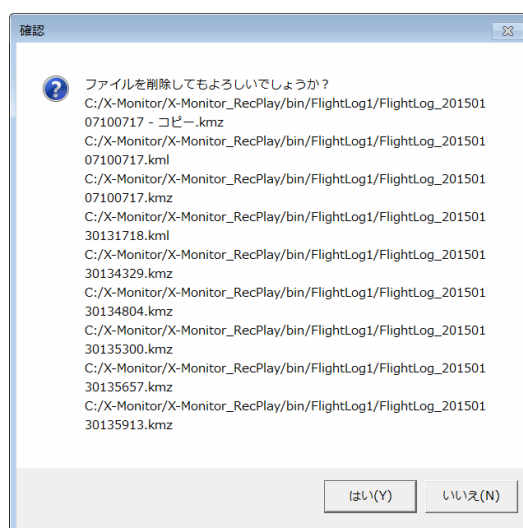 確認
ファイルを削除してもよろしいでしょうか？
C:/X-Monitor/X-Monitor_RecPlay/bin/FlightLog1/FlightLog_201501
07100717 - コピー.kmz
C:/X-Monitor/X-Monitor_RecPlay/bin/FlightLog1/FlightLog_201501
07100717.kml
C:/X-Monitor/X-Monitor_RecPlay/bin/FlightLog1/FlightLog_201501
07100717.kmz
C:/X-Monitor/X-Monitor_RecPlay/bin/FlightLog1/FlightLog_201501
30131718.kml
C:/X-Monitor/X-Monitor_RecPlay/bin/FlightLog1/FlightLog_201501
30134329.kmz
C:/X-Monitor/X-Monitor_RecPlay/bin/FlightLog1/FlightLog_201501
30134804.kmz
C:/X-Monitor/X-Monitor_RecPlay/bin/FlightLog1/FlightLog_201501
30135300.kmz
C:/X-Monitor/X-Monitor_RecPlay/bin/FlightLog1/FlightLog_201501
30135657.kmz
C:/X-Monitor/X-Monitor_RecPlay/bin/FlightLog1/FlightLog_201501
30135913.kmz
はい(Y) いいえ(N)